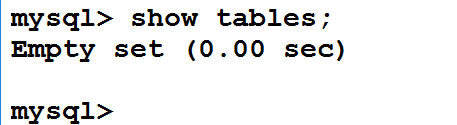 mysql> show tables;
Empty set (0.00 sec)
mysql>